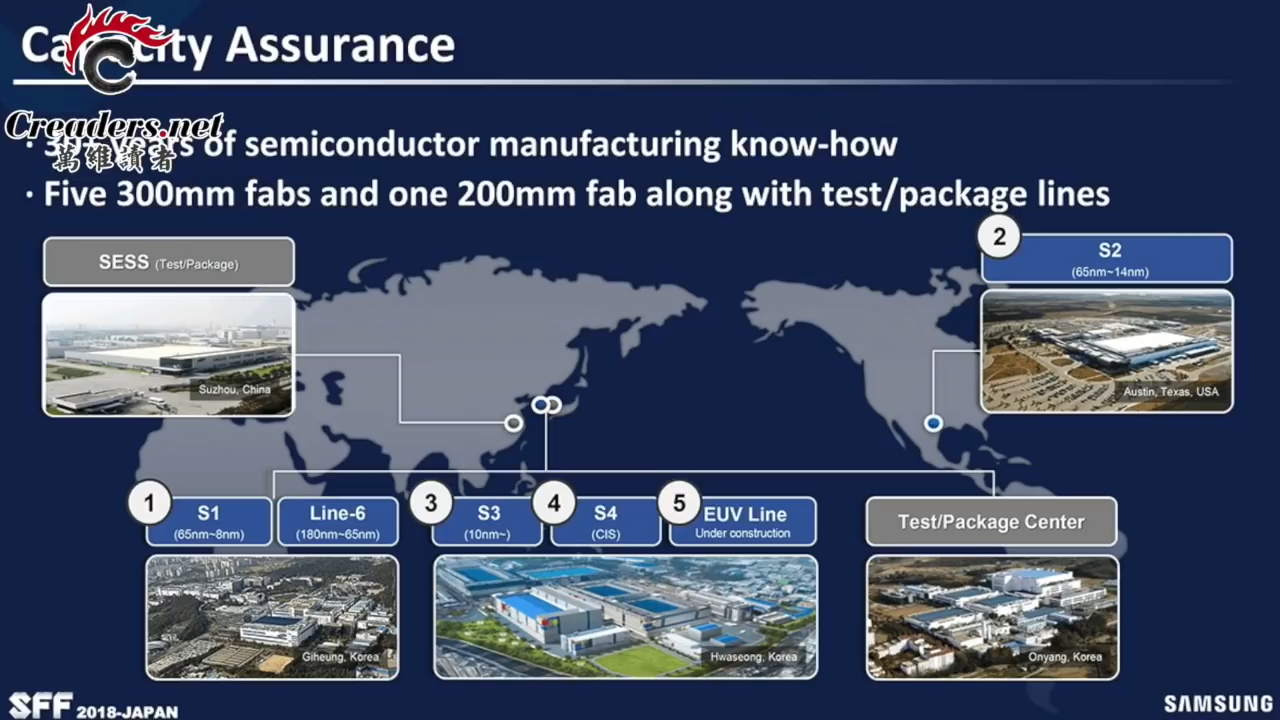 Capacity Assurance
Creaders.net
萬維讀者
· 30+ years of semiconductor manufacturing know-how
· Five 300mm fabs and one 200mm fab along with test/package lines
SESS (Test/Package)
Suzhou, China
2
S2
(65nm~14nm)
Austin, Texas, USA
1
S1
(65nm~8nm)
Line-6
(180nm~65nm)
Giheung, Korea
3
S3
(10nm~)
4
S4
(CIS)
5
EUV Line
Under construction
Hwaseong, Korea
Test/Package Center
Onyang, Korea
SFF 2018-JAPAN
SAMSUNG